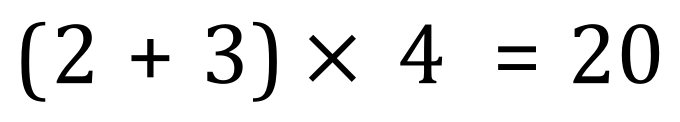 (2 + 3) × 4 = 20